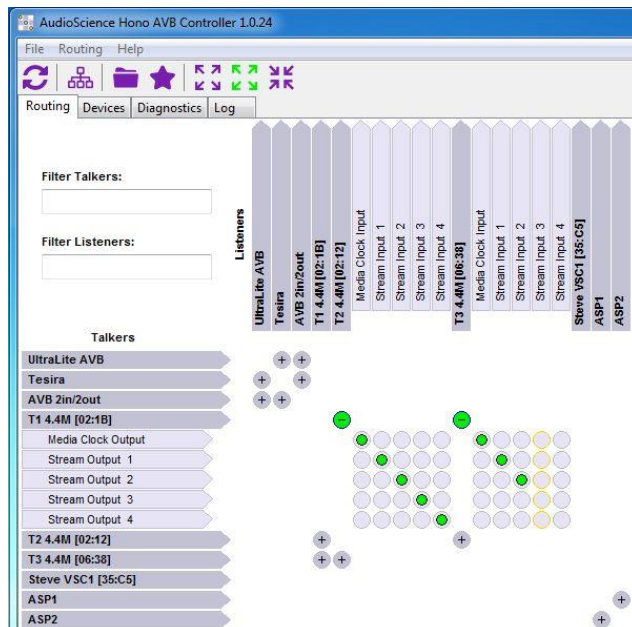 AudioScience Hono AVB Controller 1.0.24
File Routing Help
Routing Devices Diagnostics Log
Filter Talkers:
Filter Listeners:
Listeners
UltraLite AVB
Tesira
AVB 2in/2out
T1 4.4M [02:1B]
T2 4.4M [02:12]
Media Clock Input
Stream Input 1
Stream Input 2
Stream Input 3
Stream Input 4
T3 4.4M [06:38]
Media Clock Input
Stream Input 1
Stream Input 2
Stream Input 3
Stream Input 4
Steve VSC1 [35:C5]
ASP1
ASP2
Talkers
UltraLite AVB
Tesira
AVB 2in/2out
T1 4.4M [02:1B]
Media Clock Output
Stream Output 1
Stream Output 2
Stream Output 3
Stream Output 4
T2 4.4M [02:12]
T3 4.4M [06:38]
Steve VSC1 [35:C5]
ASP1
ASP2